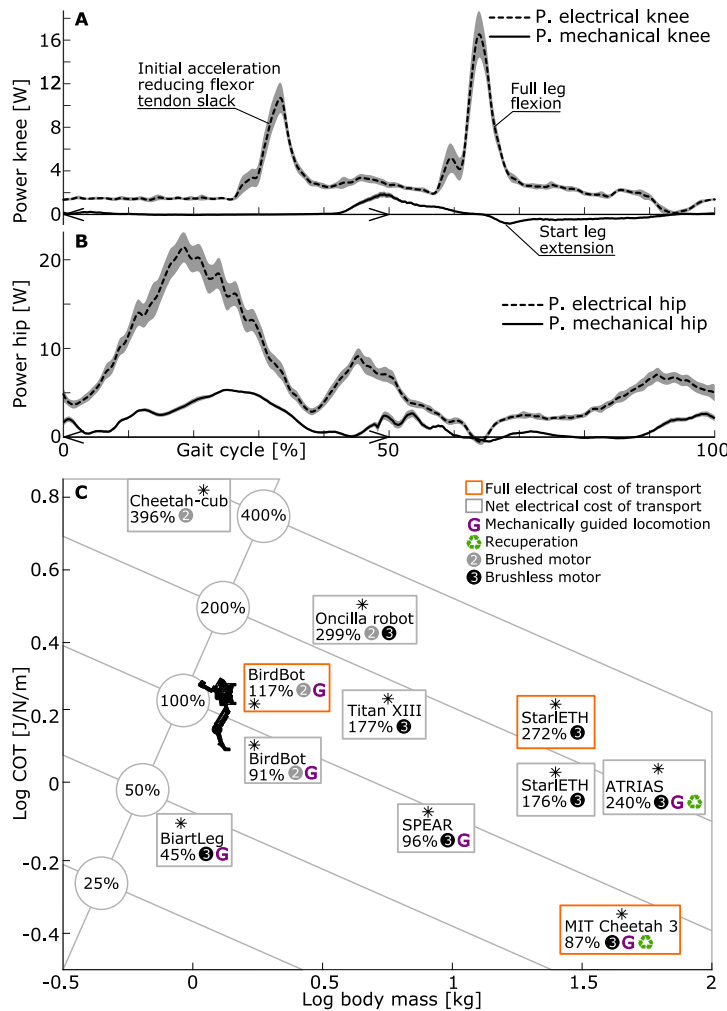 A
P. electrical knee
P. mechanical knee
Power knee [W]
16
12
8
4
0
Initial acceleration
reducing flexor
tendon slack
Full leg
flexion
Start leg
extension
B
P. electrical hip
P. mechanical hip
Power hip [W]
20
10
0
0
Gait cycle [%]
50
100
C
Full electrical cost of transport
Net electrical cost of transport
G Mechanically guided locomotion
Recuperation
2 Brushed motor
3 Brushless motor
Log COT [J/N/m]
0.8
0.6
0.4
0.2
0
-0.2
-0.4
Cheetah-cub
396% 2
400%
200%
100%
50%
25%
Oncilla robot
299% 2 3
BirdBot
117% 2 G
Titan XIII
177% 3
StarlETH
272% 3
BirdBot
91% 2 G
StarlETH
176% 3
ATRIAS
240% 3 G
BiartLeg
45% 3 G
SPEAR
96% 3 G
MIT Cheetah 3
87% 3 G
-0.5
0
0.5
1
1.5
2
Log body mass [kg]